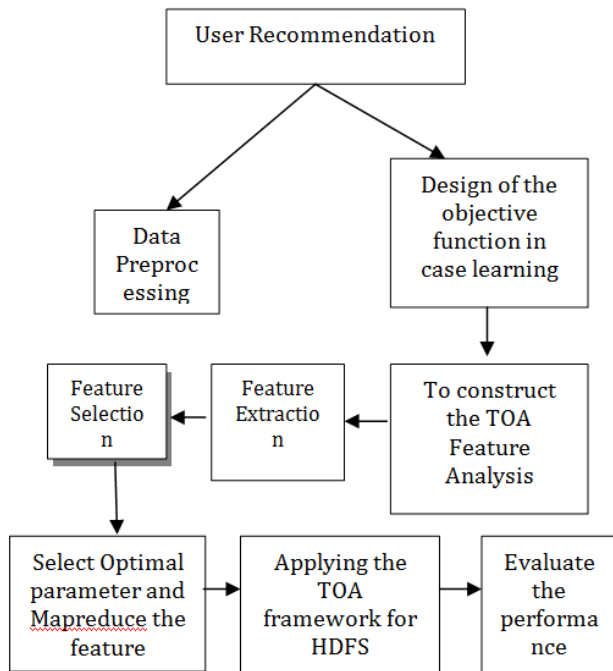 User Recommendation
Design of the
objective
function in
case learning
Data
Preproc
essing
To construct
the TOA
Feature
Analysis
Feature
Extractio
n
Feature
Selectio
n
Select Optimal
parameter and
Mapreduce the
feature
Applying the
TOA
framework for
HDFS
Evaluate
the
performa
nce